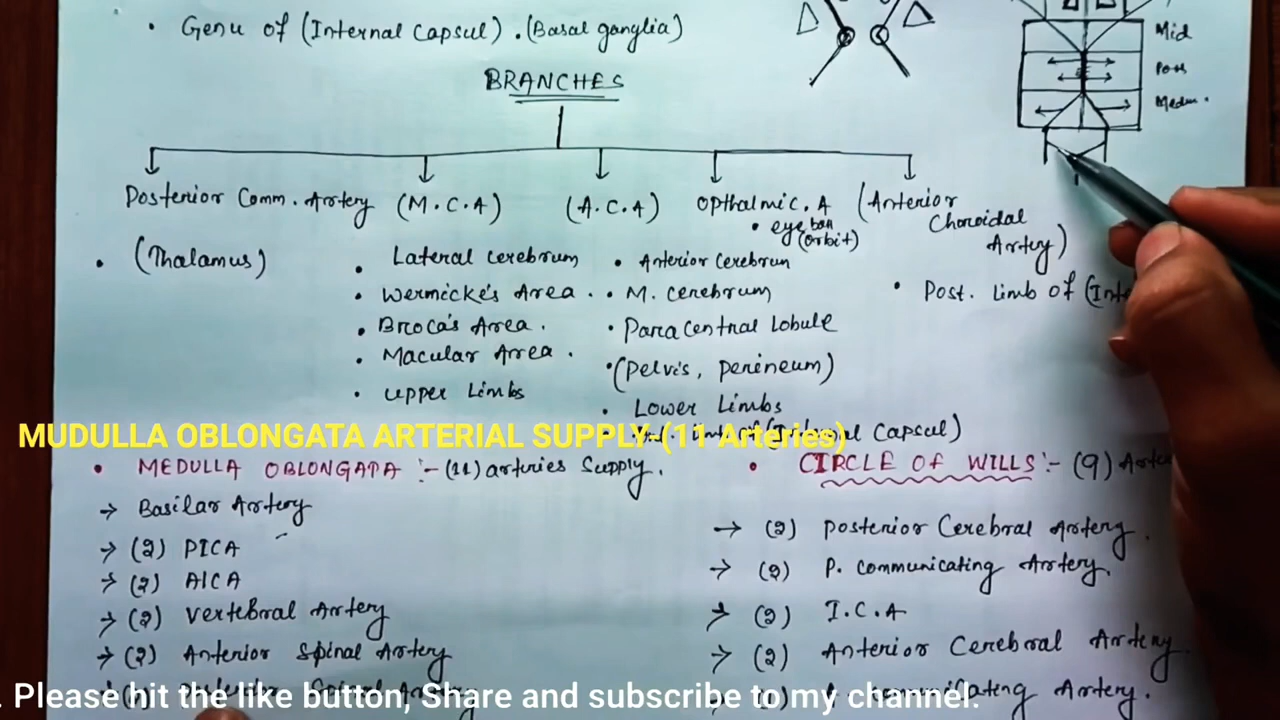 • Genu of (Internal Capsul) . (Basal ganglia)
Mid
Pons
Medu.
BRANCHES
Posterior Comm. Artery
(M.C.A)
(A.C.A)
Opthalmic. A
(Anterior
Choroidal
Artery)
• eye ball
(orbit)
• (Thalamus)
• Lateral cerebrum
• Wernicke's Area .
• Broca's Area .
• Macular Area .
• Upper Limbs
• Anterior Cerebrum
• M. Cerebrum
• Paracentral lobule
• (Pelvis, perineum)
• Lower Limbs
Capsul)
• Post. limb of (Int
MUDULLA OBLONGATA ARTERIAL SUPPLY-(11 Arteries)
• MEDULLA OBLONGATA :- (11) arteries Supply.
→ Basilar Artery
→ (2) PICA
→ (2) AICA
→ (2) Vertebral Artery
→ (2) Anterior Spinal Artery
• CIRCLE OF WILLS :- (9) Arte
→ (2) Posterior Cerebral Artery.
→ (2) P. communicating Artery.
→ (2) I.C.A
→ (2) Anterior Cerebral Artery.
Artery.
. Please hit the like button, Share and subscribe to my channel.